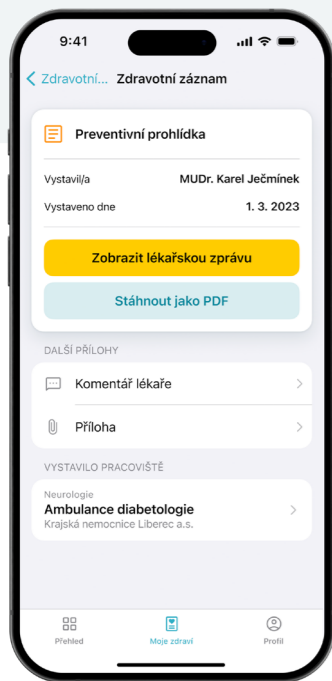 9:41
Zdravotní... Zdravotní záznam
Preventivní prohlídka
Vystavil/a MUDr. Karel Ječmínek
Vystaveno dne 1. 3. 2023
Zobrazit lékařskou zprávu
Stáhnout jako PDF
DALŠÍ PŘÍLOHY
Komentář lékaře
Příloha
VYSTAVILO PRACOVIŠTĚ
Neurologie
Ambulance diabetologie
Krajská nemocnice Liberec a.s.
Přehled Moje zdraví Profil